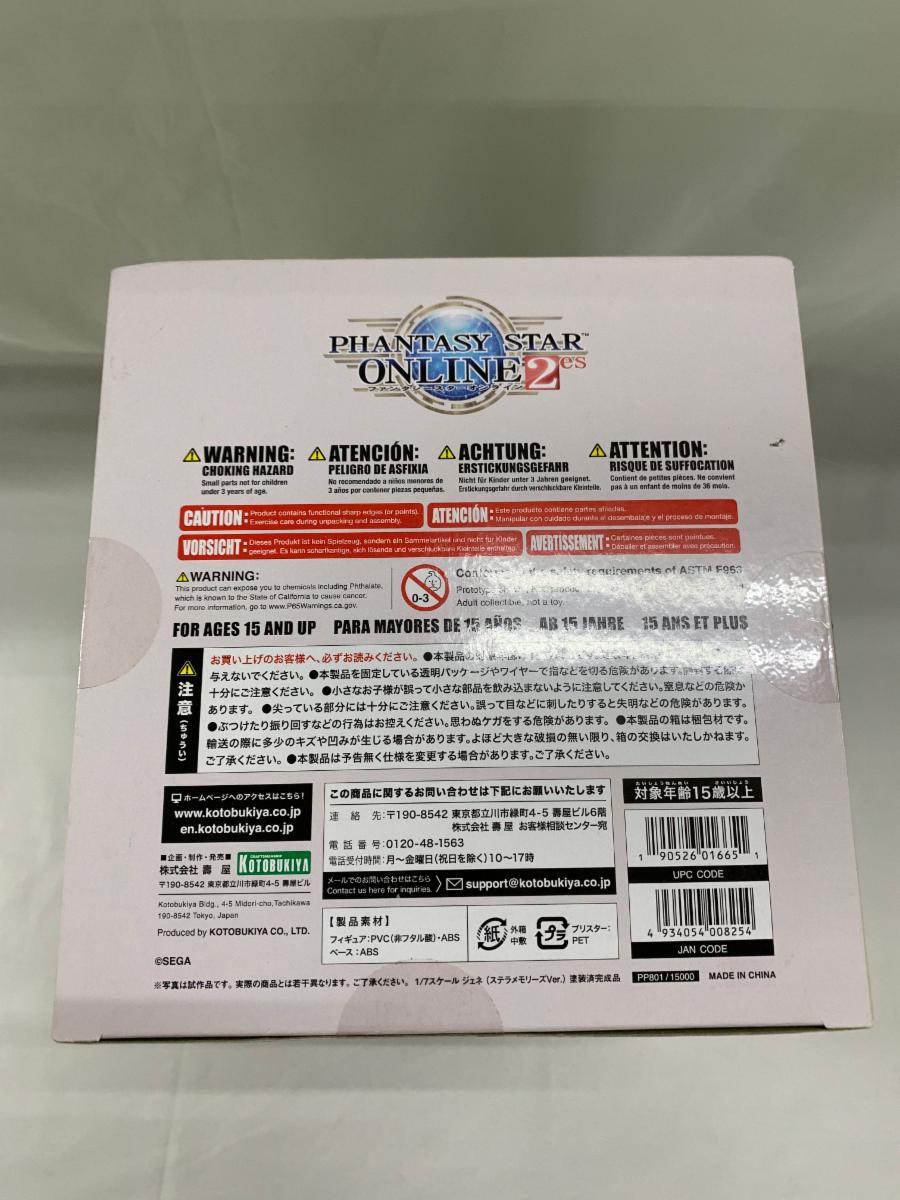 PHANTASY STAR™
ONLINE 2es
ファンタシースターオンライン
WARNING:
CHOKING HAZARD
Small parts not for children
under 3 years of age.
ATENCIÓN:
PELIGRO DE ASFIXIA
No recomendado a niños menores de
3 años por contener piezas pequeñas.
ACHTUNG:
ERSTICKUNGSGEFAHR
Nicht für Kinder unter 3 Jahren geeignet.
Erstickungsgefahr durch verschluckbare Kleinteile.
ATTENTION:
RISQUE DE SUFFOCATION
Contient de petites pièces. Ne convient
pas à un enfant de moins de 36 mois.
CAUTION ▪ Product contains functional sharp edges (or points).
▪ Exercise care during unpacking and assembly.
ATENCIÓN ▪ Este producto contiene partes afiladas.
▪ Manipular con cuidado durante el desembalaje y el proceso de montaje.
VORSICHT ▪ Dieses Produkt ist kein Spielzeug, sondern ein Sammelartikel und nicht für Kinder
geeignet. Es kann scharfkantige, sich lösende und verschluckbare Kleinteile enthalten.
AVERTISSEMENT ▪ Certaines pièces sont pointues.
▪ Déballer et assembler avec précaution.
WARNING:
This product can expose you to chemicals including Phthalate,
which is known to the State of California to cause cancer.
For more information, go to www.P65Warnings.ca.gov.
0-3
safety requirements of ASTM F963
Adult collectible, not a toy.
FOR AGES 15 AND UP PARA MAYORES DE 15 AÑOS AB 15 JAHRE 15 ANS ET PLUS
注意(ちゅうい)
お買い上げのお客様へ、必ずお読みください。●本製品の対象年齢は
与えないでください。●本製品を固定している透明パッケージやワイヤーで指などを切る危険があります。開封する際に
十分にご注意ください。●小さなお子様が誤って小さな部品を飲み込まないように注意してください。窒息などの危険か
あります。●尖っている部分には十分にご注意ください。誤って目などに刺したりすると失明などの危険があります。
●ぶつけたり振り回すなどの行為はお控えください。思わぬケガをする危険があります。●本製品の箱は梱包材です。
輸送の際に多少のキズや凹みが生じる場合があります。よほど大きな破損の無い限り、箱の交換はいたしかねます。
ご了承ください。●本製品は予告無く仕様を変更する場合があります。ご了承ください。
ホームページへのアクセスはこちら!
www.kotobukiya.co.jp
en.kotobukiya.co.jp
■企画・制作・発売■
株式会社 壽 屋
CRAFTSMANSHIP
KOTOBUKIYA
〒190-8542 東京都立川市緑町4-5 壽屋ビル
Kotobukiya Bldg., 4-5 Midori-cho,Tachikawa
190-8542 Tokyo, Japan
Produced by KOTOBUKIYA CO., LTD.
©SEGA
この商品に関するお問い合わせは下記にお願いいたします
連絡先:〒190-8542 東京都立川市緑町4-5 壽屋ビル6階
株式会社 壽 屋 お客様相談センター宛
電話番号:0120-48-1563
電話受付時間:月〜金曜日(祝日を除く)10〜17時
メールでのお問い合わせはこちら
Contact us here for inquiries.
support@kotobukiya.co.jp
【製品素材】
フィギュア:PVC(非フタル酸)・ABS
ベース:ABS
紙
外箱
中敷
プラ
ブリスター:
PET
たいしょうねんれい さいいじょう
対象年齢15歳以上
1 90526 01665 1
UPC CODE
4 934054 008254
JAN CODE
※写真は試作品です。実際の商品とは若干異なります。ご了承ください。 1/7スケール ジェネ(ステラメモリーズVer.) 塗装済完成品
PP801/15000 MADE IN CHINA